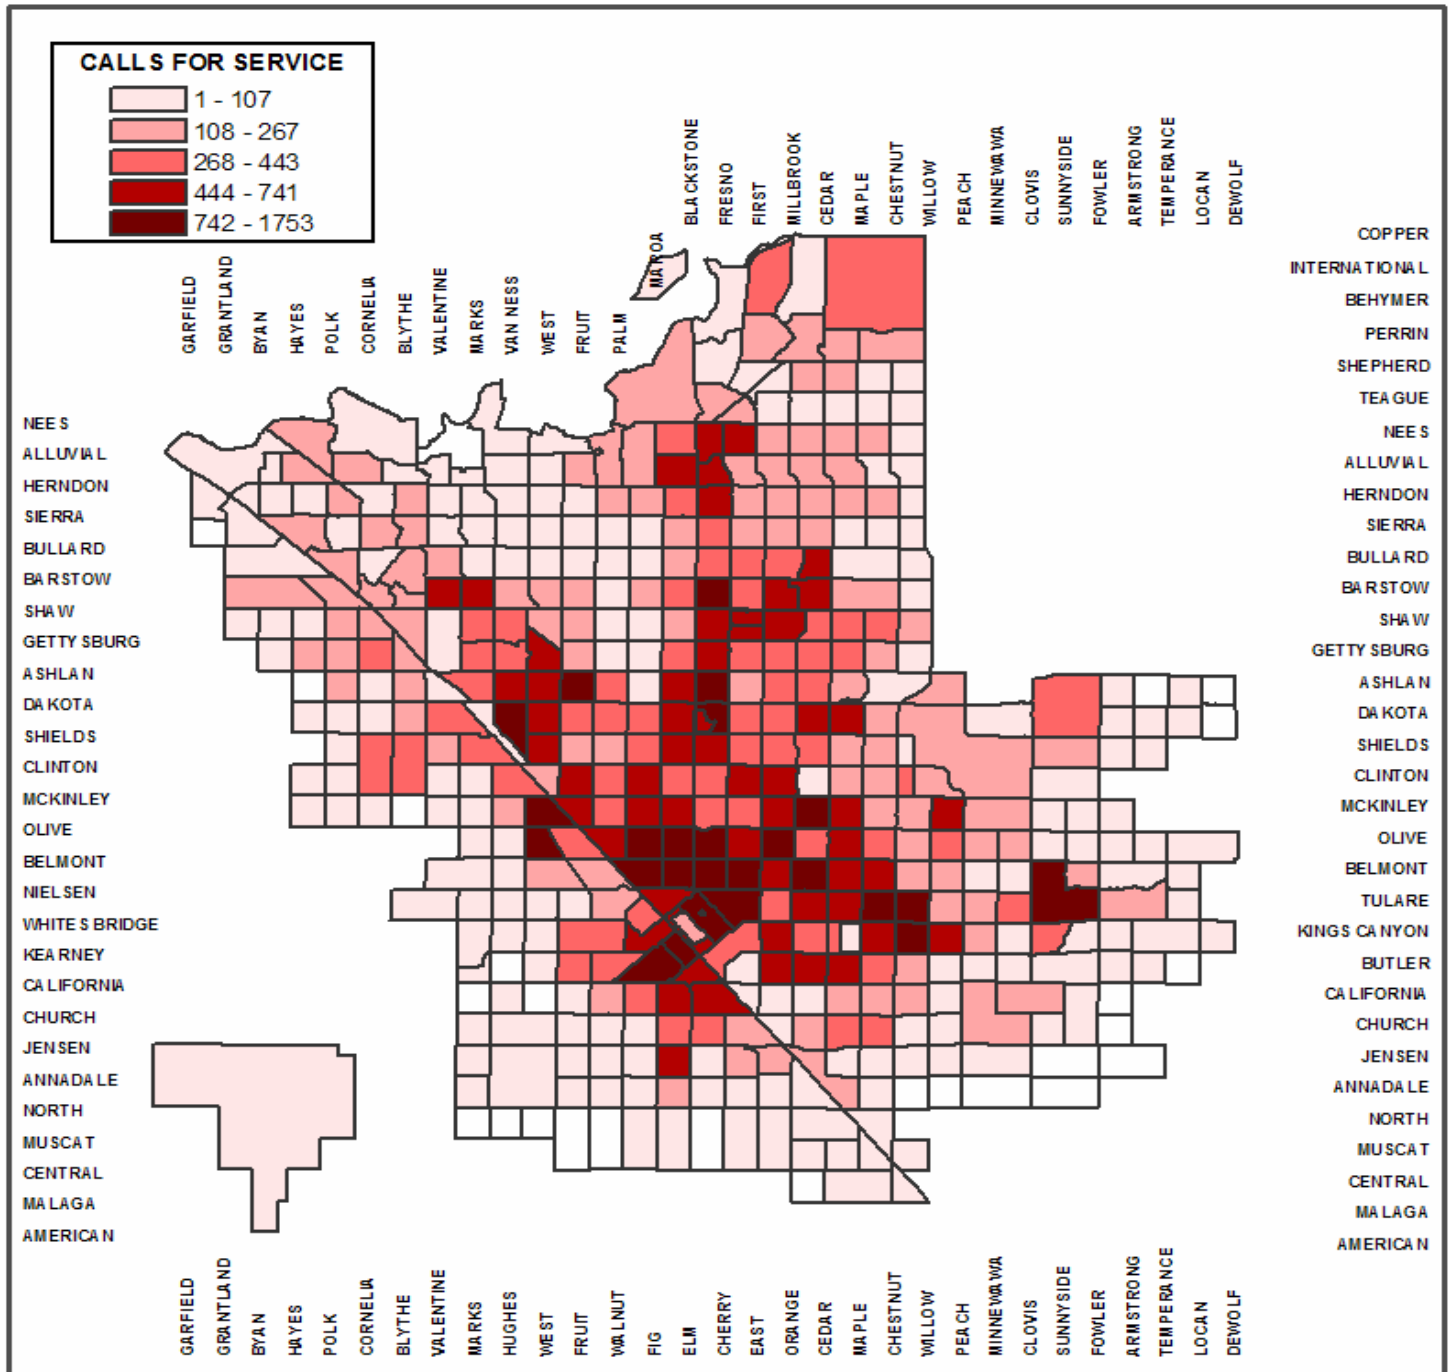 CALLS FOR SERVICE
1 - 107
108 - 267
268 - 443
444 - 741
742 - 1753
GARFIELD
GRANTLAND
BYAN
HAYES
POLK
CORNELIA
BLYTHE
VALENTINE
MARKS
VAN NESS
WEST
FRUIT
PALM
MAROA
BLACKSTONE
FRESNO
FIRST
MILLBROOK
CEDAR
MAPLE
CHESTNUT
WILLOW
PEACH
MINNEWAWA
CLOVIS
SUNNYSIDE
FOWLER
ARMSTRONG
TEMPERANCE
LOCAN
DEWOLF
NEES
ALLUVIAL
HERNDON
SIERRA
BULLARD
BARSTOW
SHAW
GETTYSBURG
ASHLAN
DAKOTA
SHIELDS
CLINTON
MCKINLEY
OLIVE
BELMONT
NIELSEN
WHITESBRIDGE
KEARNEY
CALIFORNIA
CHURCH
JENSEN
ANNADALE
NORTH
MUSCAT
CENTRAL
MALAGA
AMERICAN
COPPER
INTERNATIONAL
BEHYMER
PERRIN
SHEPHERD
TEAGUE
NEES
ALLUVIAL
HERNDON
SIERRA
BULLARD
BARSTOW
SHAW
GETTYSBURG
ASHLAN
DAKOTA
SHIELDS
CLINTON
MCKINLEY
OLIVE
BELMONT
TULARE
KINGS CANYON
BUTLER
CALIFORNIA
CHURCH
JENSEN
ANNADALE
NORTH
MUSCAT
CENTRAL
MALAGA
AMERICAN
GARFIELD
GRANTLAND
BYAN
HAYES
POLK
CORNELIA
BLYTHE
VALENTINE
MARKS
HUGHES
WEST
FRUIT
WALNUT
FIG
ELM
CHERRY
EAST
ORANGE
CEDAR
MAPLE
CHESTNUT
WILLOW
PEACH
MINNEWAWA
CLOVIS
SUNNYSIDE
FOWLER
ARMSTRONG
TEMPERANCE
LOCAN
DEWOLF